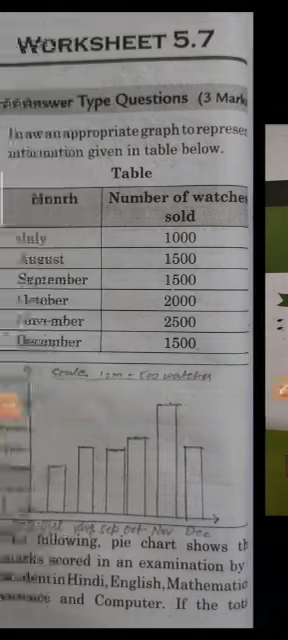 WORKSHEET 5.7
Answer Type Questions (3 Mark
Draw an appropriate graph to represe
information given in table below.
Table
Month Number of watche
sold
July 1000
August 1500
September 1500
October 2000
November 2500
December 1500
Scale, 1cm = 500 watches
Aug Sep Oct Nov Dec
following, pie chart shows th
marks scored in an examination by
student in Hindi, English, Mathematic
and Computer. If the tot